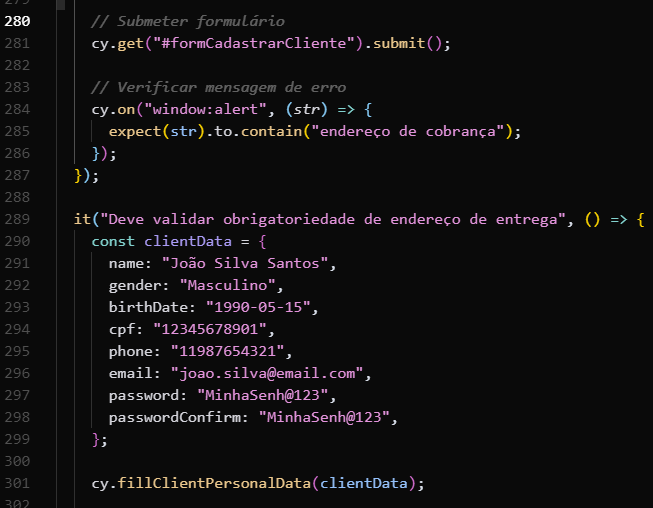 279
280 // Submeter formulário
281 cy.get("#formCadastrarCliente").submit();
282
283 // Verificar mensagem de erro
284 cy.on("window:alert", (str) => {
285 expect(str).to.contain("endereço de cobrança");
286 });
287 });
288
289 it("Deve validar obrigatoriedade de endereço de entrega", () => {
290 const clientData = {
291 name: "João Silva Santos",
292 gender: "Masculino",
293 birthDate: "1990-05-15",
294 cpf: "12345678901",
295 phone: "11987654321",
296 email: "joao.silva@email.com",
297 password: "MinhaSenh@123",
298 passwordConfirm: "MinhaSenh@123",
299 };
300
301 cy.fillClientPersonalData(clientData);
302